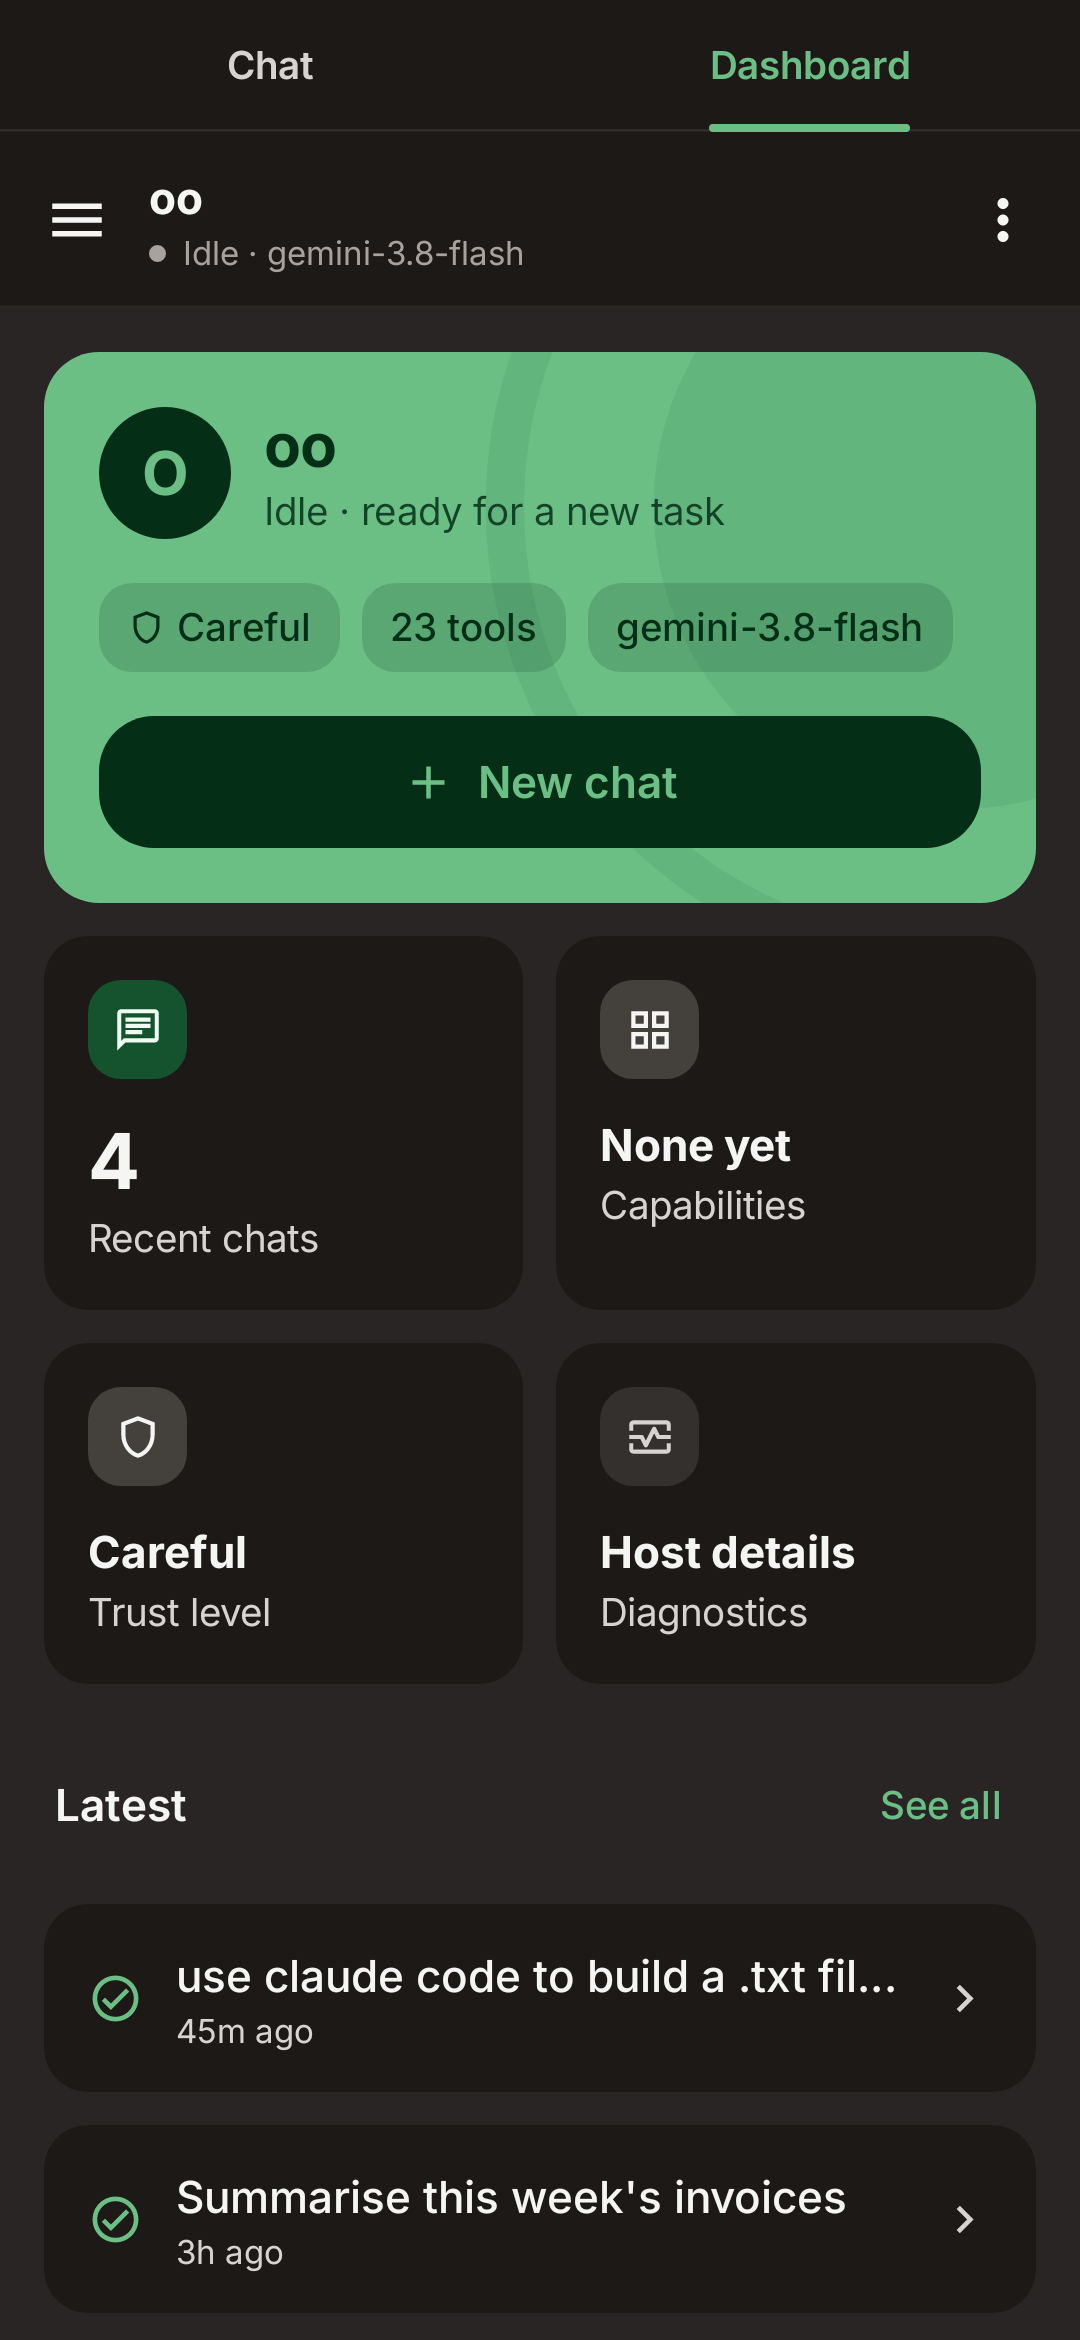 Chat
Dashboard
oo
Idle · gemini-3.8-flash
O
oo
Idle · ready for a new task
Careful
23 tools
gemini-3.8-flash
+ New chat
4
Recent chats
None yet
Capabilities
Careful
Trust level
Host details
Diagnostics
Latest
See all
use claude code to build a .txt fil...
45m ago
Summarise this week's invoices
3h ago